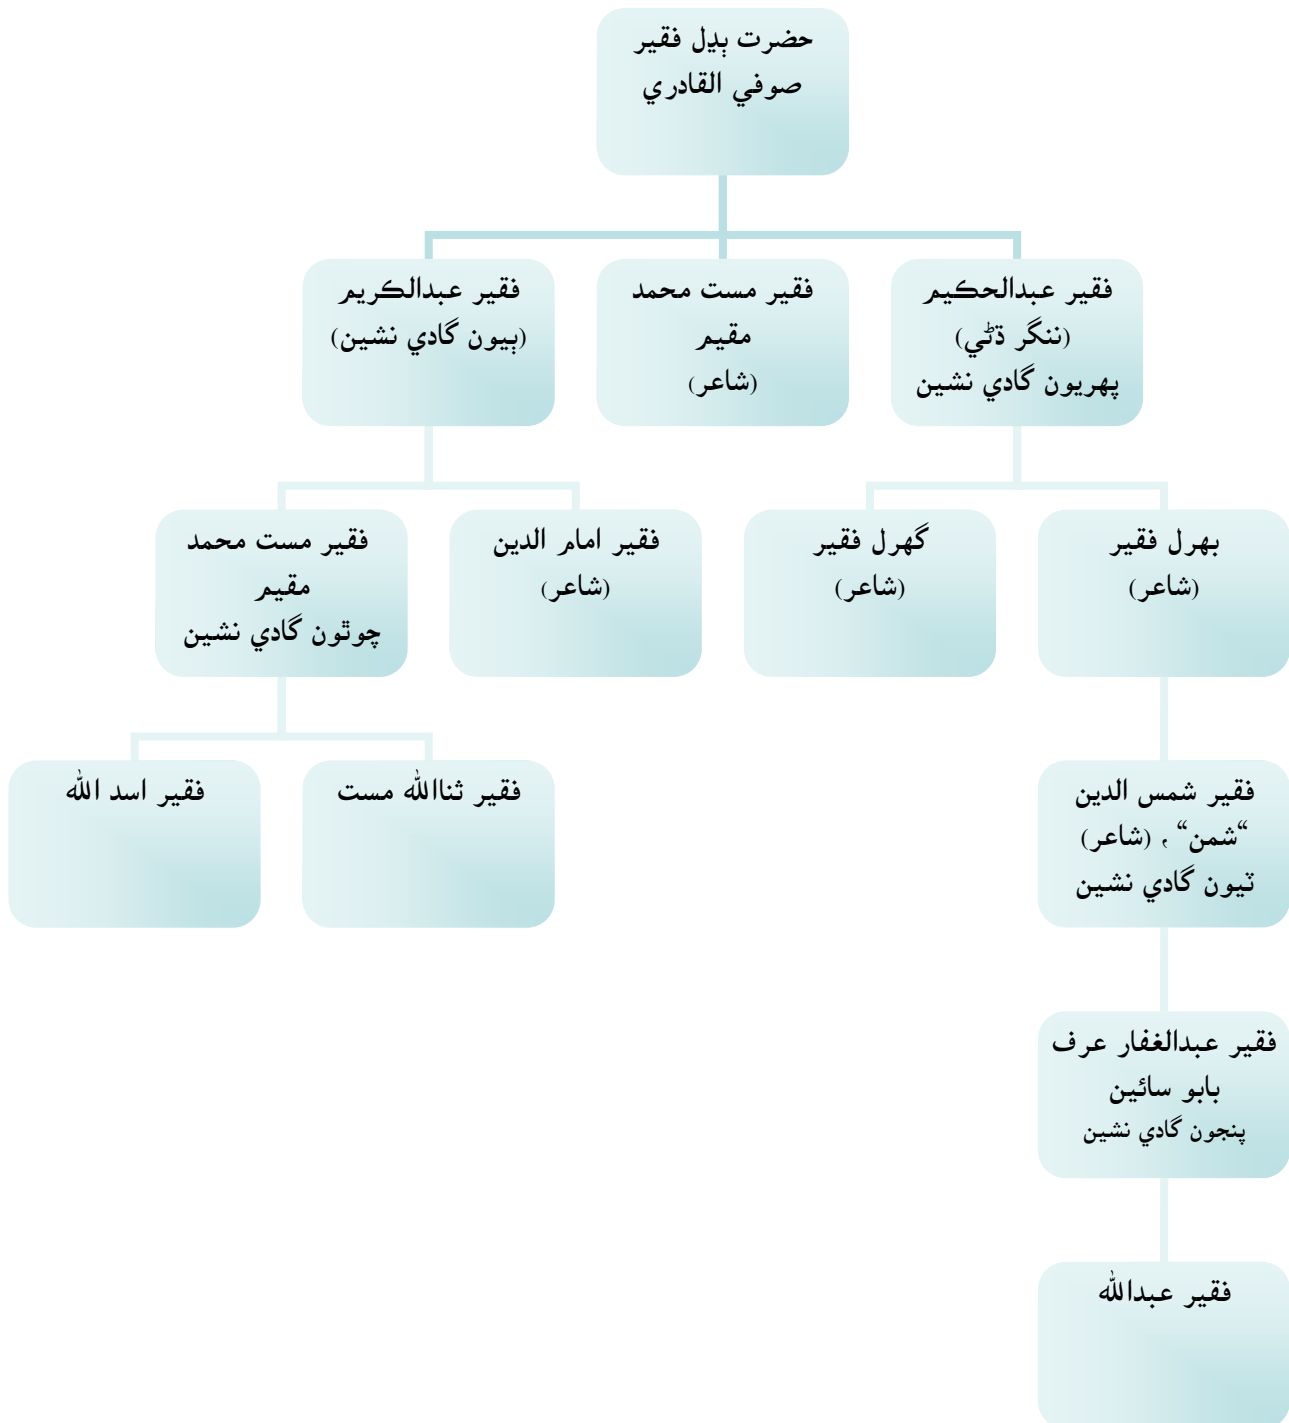 حضرت ٻڍل فقير
صوفي القادري
فقير عبدالحڪيم
(ننگر ڌڻي)
پهريون گادي نشين
فقير مست محمد
مقيم
(شاعر)
فقير عبدالڪريم
(ٻيون گادي نشين)
بهرل فقير
(شاعر)
گهرل فقير
(شاعر)
فقير امام الدين
(شاعر)
فقير مست محمد
مقيم
چوٿون گادي نشين
فقير شمس الدين
“شمن“ ، (شاعر)
ٽيون گادي نشين
فقير ثناالله مست
فقير اسد الله
فقير عبدالغفار عرف
بابو سائين
پنجون گادي نشين
فقير عبدالله